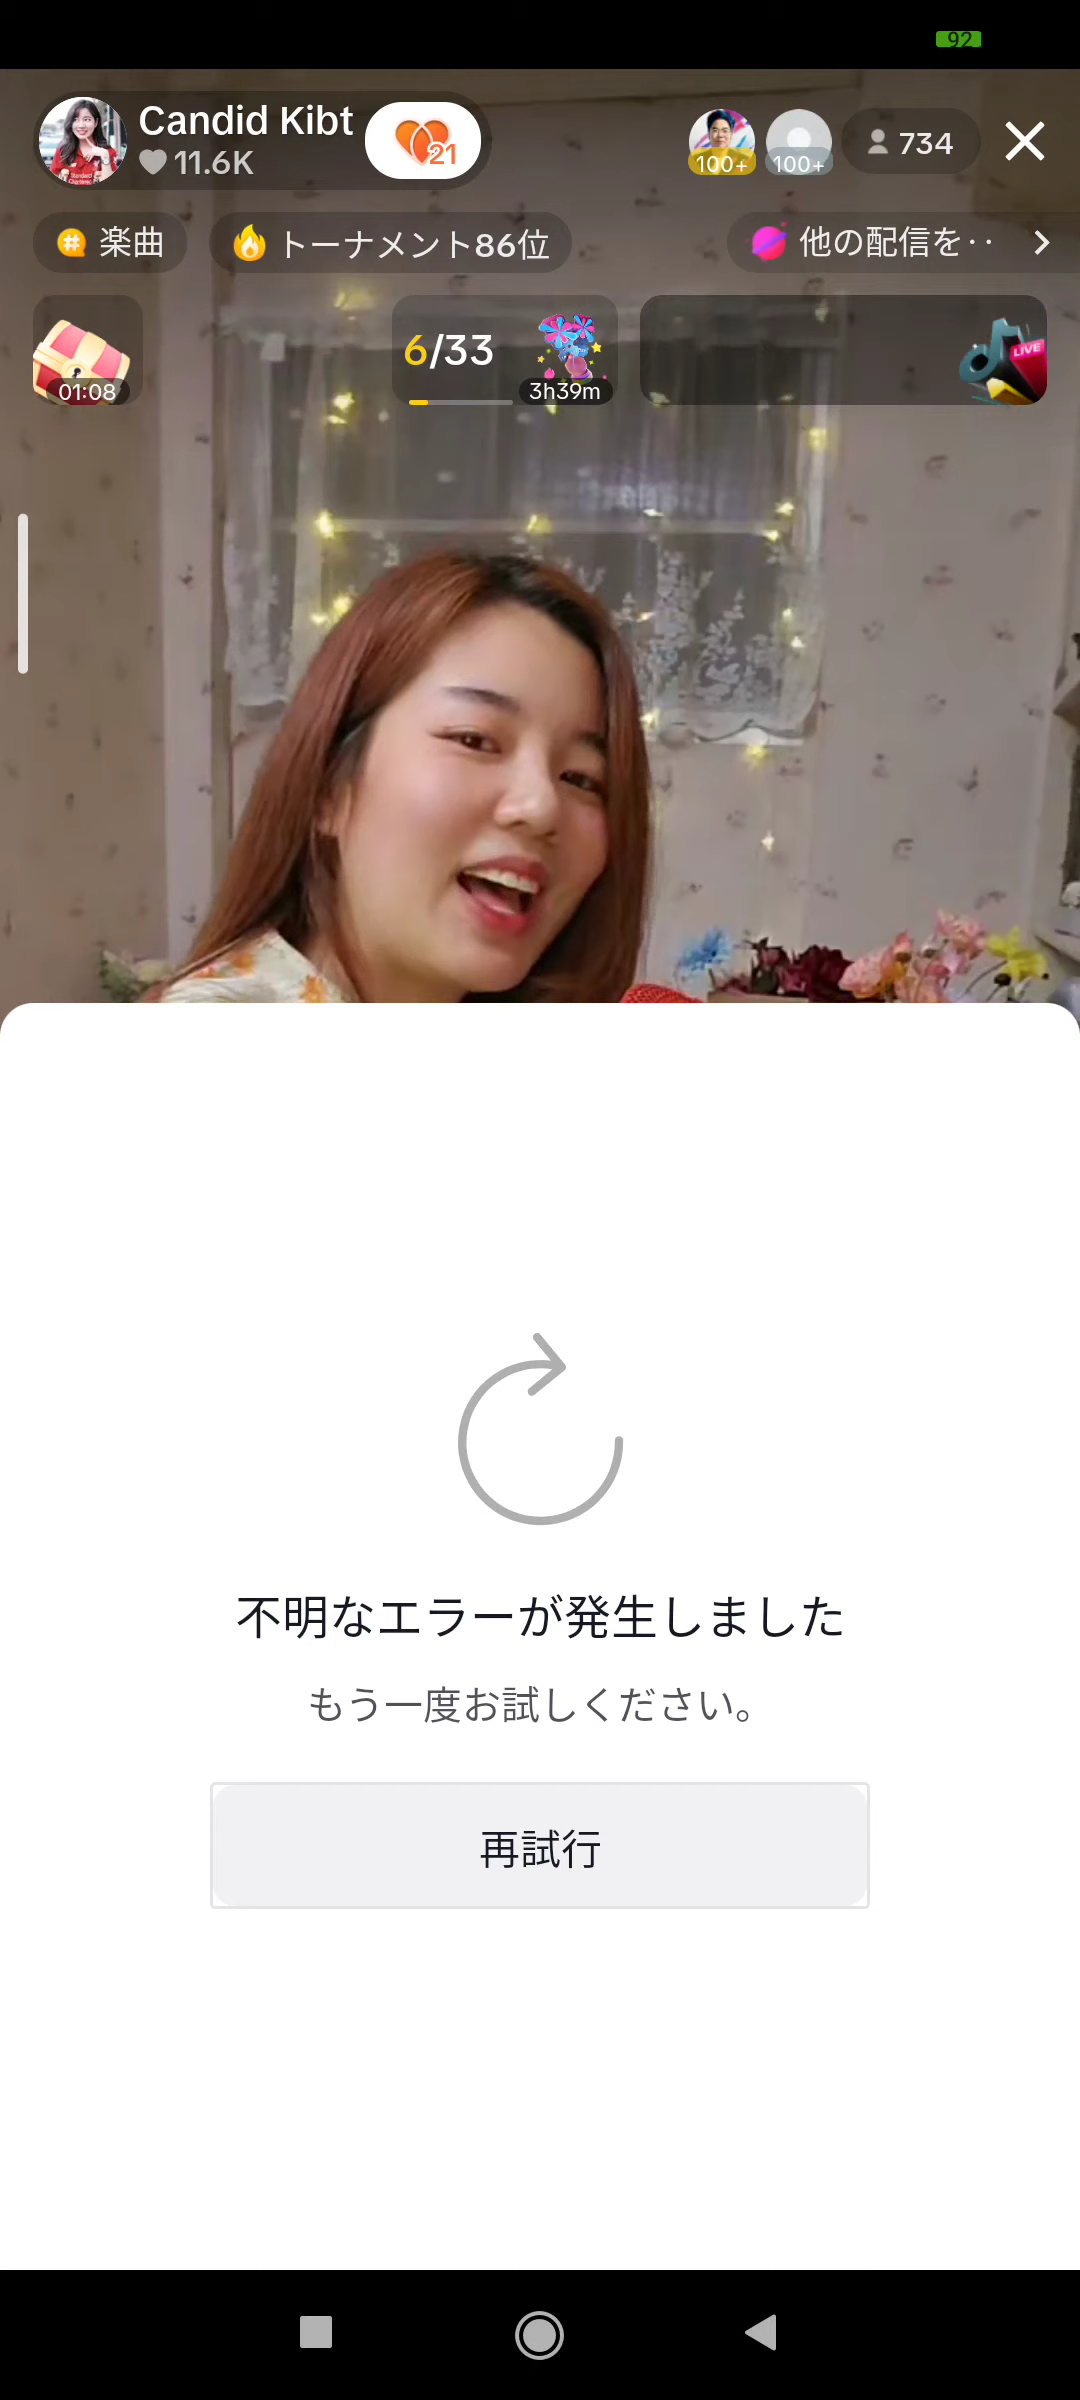 92
Candid Kibt
11.6K
21
100+
100+
734
楽曲
トーナメント86位
他の配信を‥
01:08
6/33
3h39m
LIVE
不明なエラーが発生しました
もう一度お試しください。
再試行